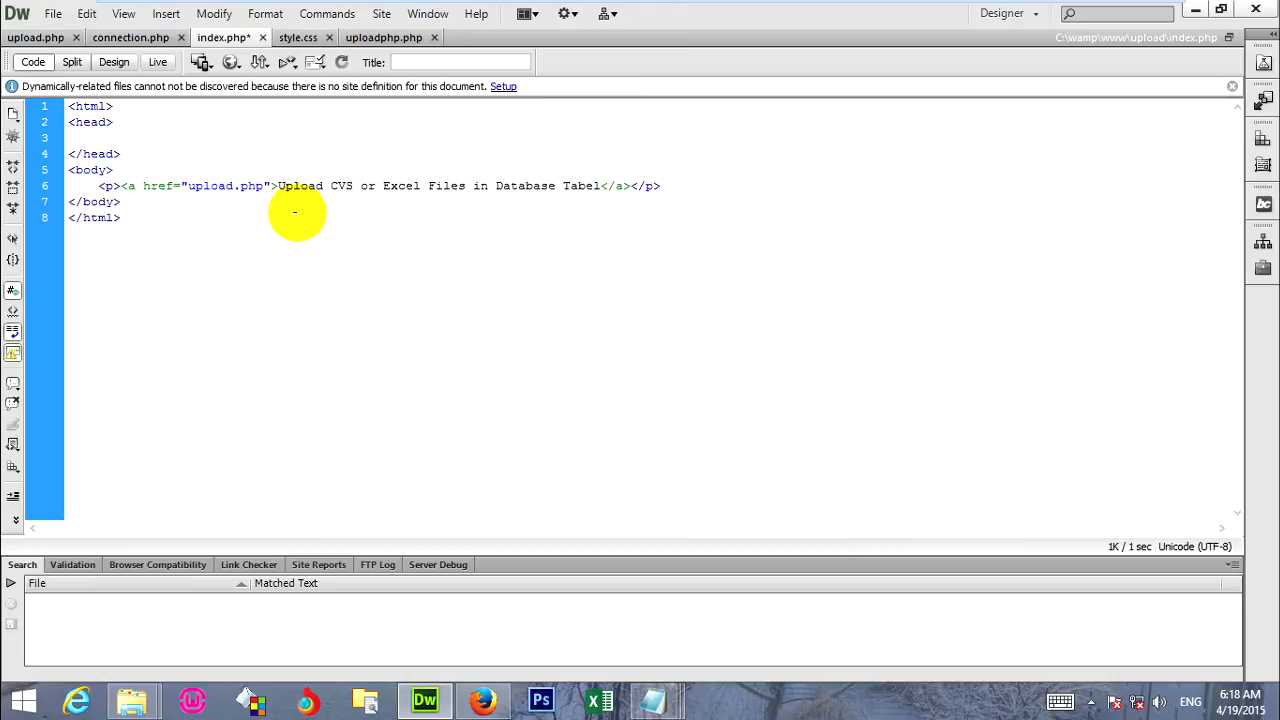 Dw File Edit View Insert Modify Format Commands Site Window Help Designer
upload.php connection.php index.php* style.css uploadphp.php C:\wamp\www\upload\index.php
Code Split Design Live Title:
Dynamically-related files cannot not be discovered because there is no site definition for this document. Setup
1 <html>
2 <head>
3
4 </head>
5 <body>
6 <p><a href="upload.php">Upload CVS or Excel Files in Database Tabel</a></p>
7 </body>
8 </html>
1K / 1 sec Unicode (UTF-8)
Search Validation Browser Compatibility Link Checker Site Reports FTP Log Server Debug
File Matched Text
bc
Dw Ps ENG 6:18 AM
4/19/2015